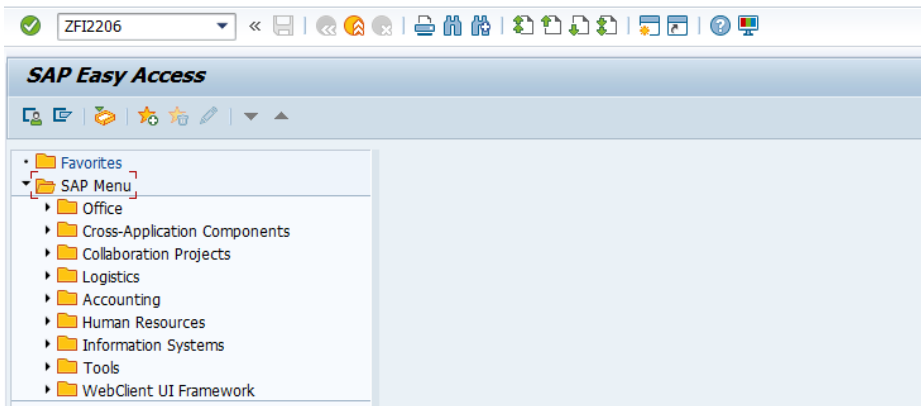 ZFI2206
SAP Easy Access
Favorites
SAP Menu
Office
Cross-Application Components
Collaboration Projects
Logistics
Accounting
Human Resources
Information Systems
Tools
WebClient UI Framework